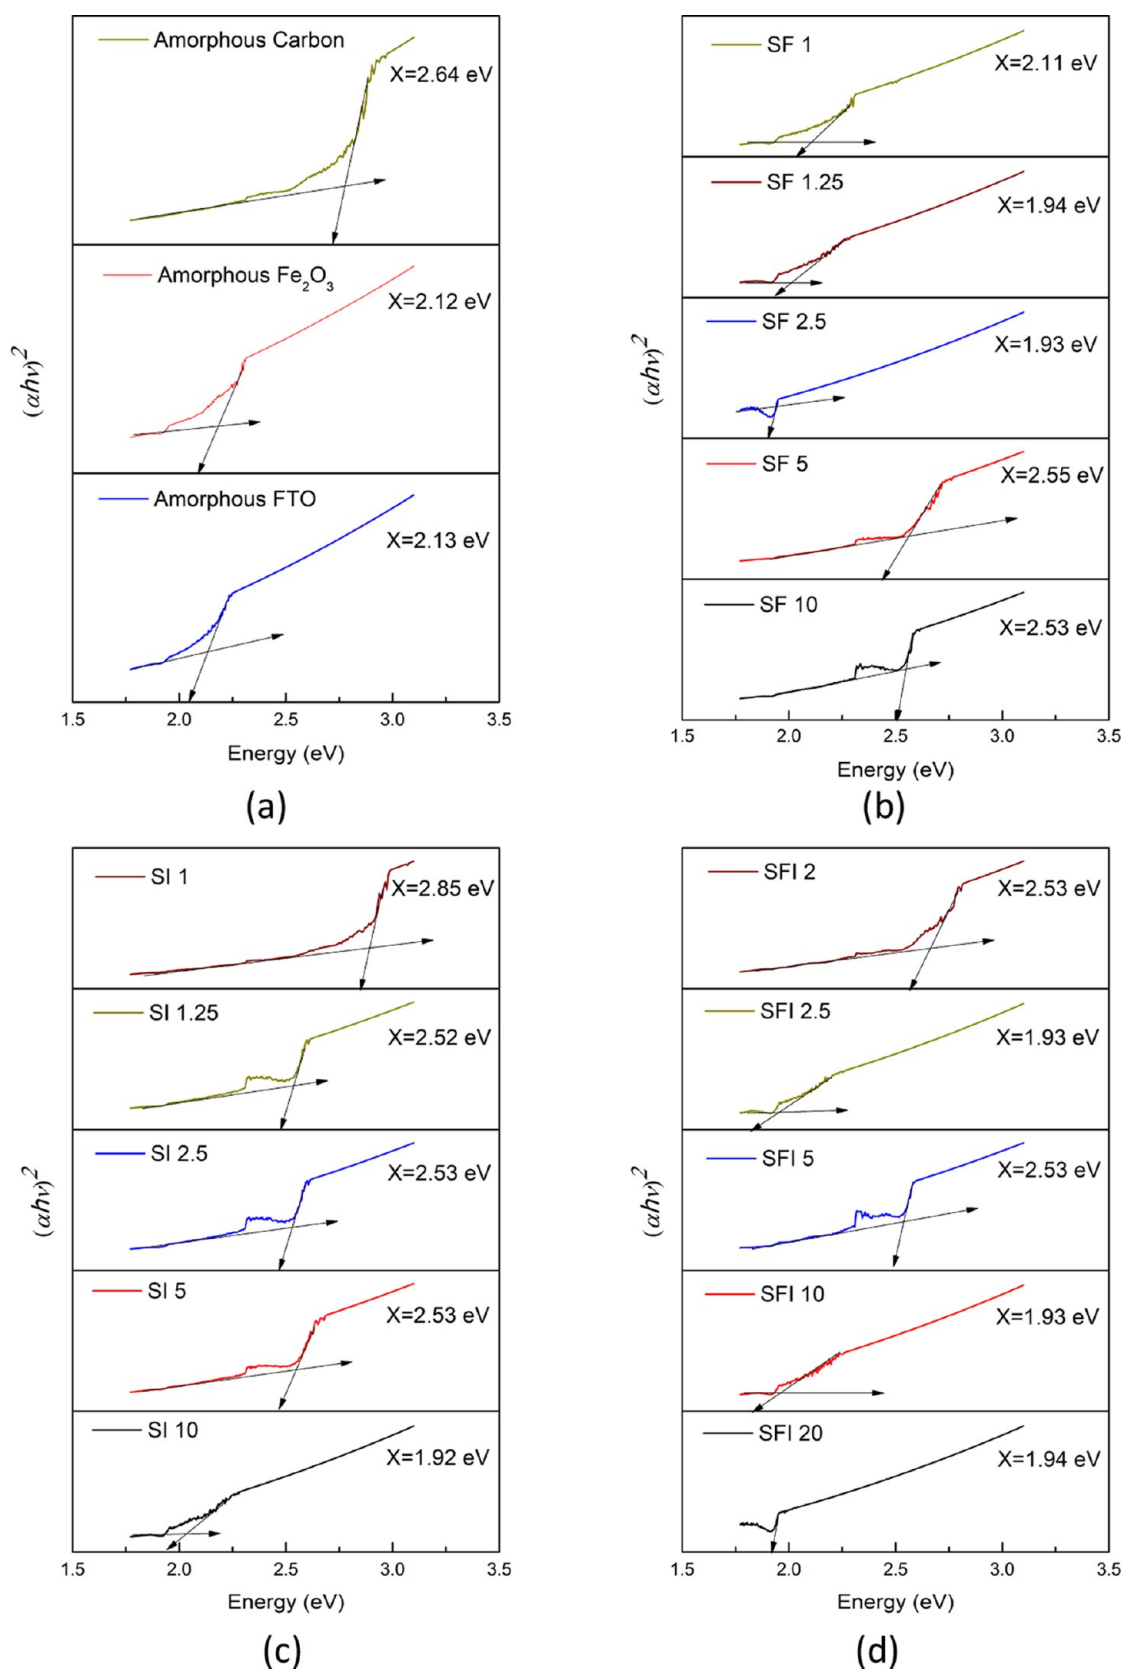 Amorphous Carbon
X=2.64 eV
Amorphous Fe₂O₃
X=2.12 eV
Amorphous FTO
X=2.13 eV
(αhν)²
1.5 2.0 2.5 3.0 3.5
Energy (eV)
(a)
SF 1
X=2.11 eV
SF 1.25
X=1.94 eV
SF 2.5
X=1.93 eV
SF 5
X=2.55 eV
SF 10
X=2.53 eV
(αhν)²
1.5 2.0 2.5 3.0 3.5
Energy (eV)
(b)
SI 1
X=2.85 eV
SI 1.25
X=2.52 eV
SI 2.5
X=2.53 eV
SI 5
X=2.53 eV
SI 10
X=1.92 eV
(αhν)²
1.5 2.0 2.5 3.0 3.5
Energy (eV)
(c)
SFI 2
X=2.53 eV
SFI 2.5
X=1.93 eV
SFI 5
X=2.53 eV
SFI 10
X=1.93 eV
SFI 20
X=1.94 eV
(αhν)²
1.5 2.0 2.5 3.0 3.5
Energy (eV)
(d)